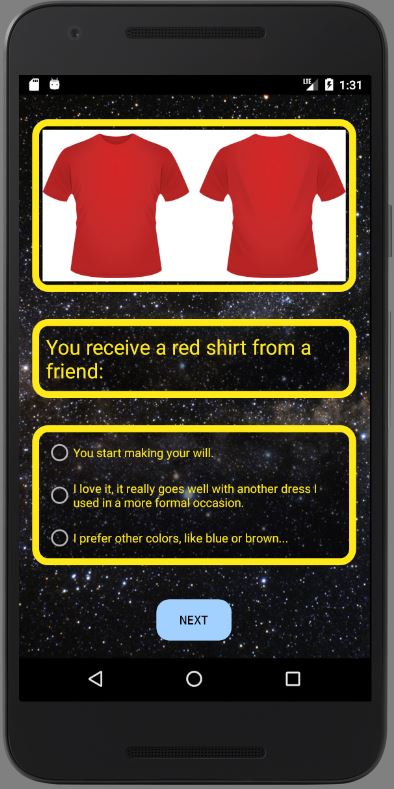 LTE
1:31
You receive a red shirt from a
friend:
You start making your will.
I love it, it really goes well with another dress I
used in a more formal occasion.
I prefer other colors, like blue or brown...
NEXT